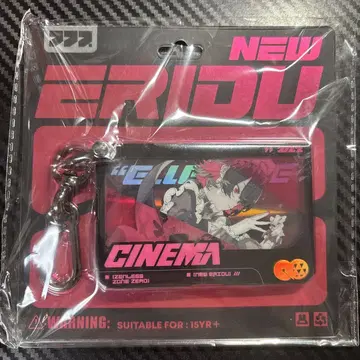 NEW
ERIDU
CINEMA
[ZENLESS
ZONE ZERO]
[NEW ERIDU] ///
WARNING: SUITABLE FOR : 15YR+